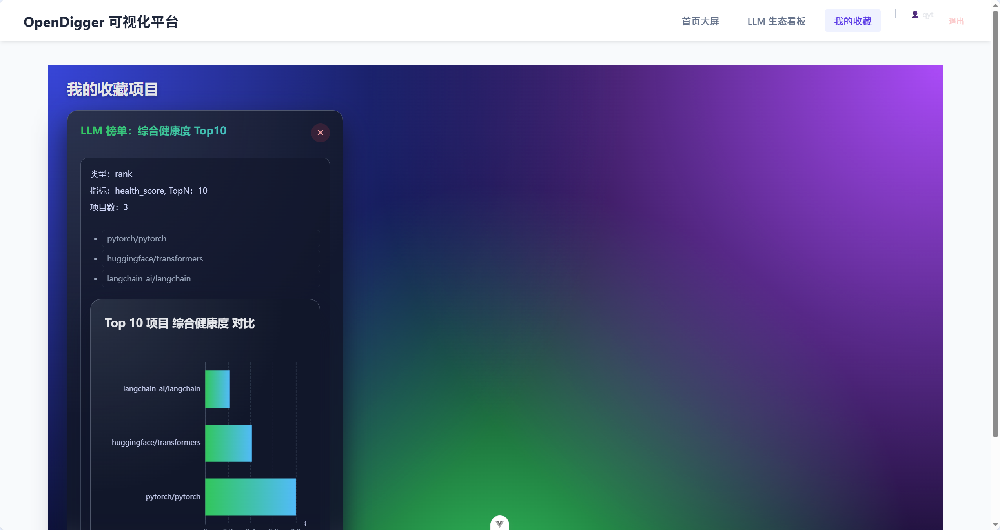 OpenDigger 可视化平台
首页大屏
LLM 生态看板
我的收藏
qyt
退出
我的收藏项目
LLM 榜单：综合健康度 Top10
类型：rank
指标：health_score, TopN：10
项目数：3
pytorch/pytorch
huggingface/transformers
langchain-ai/langchain
Top 10 项目 综合健康度 对比
langchain-ai/langchain
huggingface/transformers
pytorch/pytorch